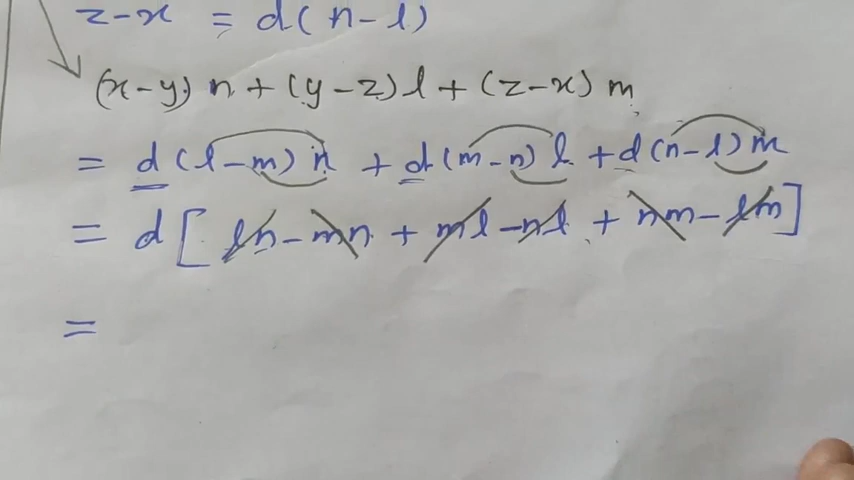 z-x = d(n-l)
(x-y) n + (y-z) l + (z-x) m
= d(l-m) n + d(m-n) l + d(n-l) m
= d[ln-mn + ml-nl + nm-lm]
=